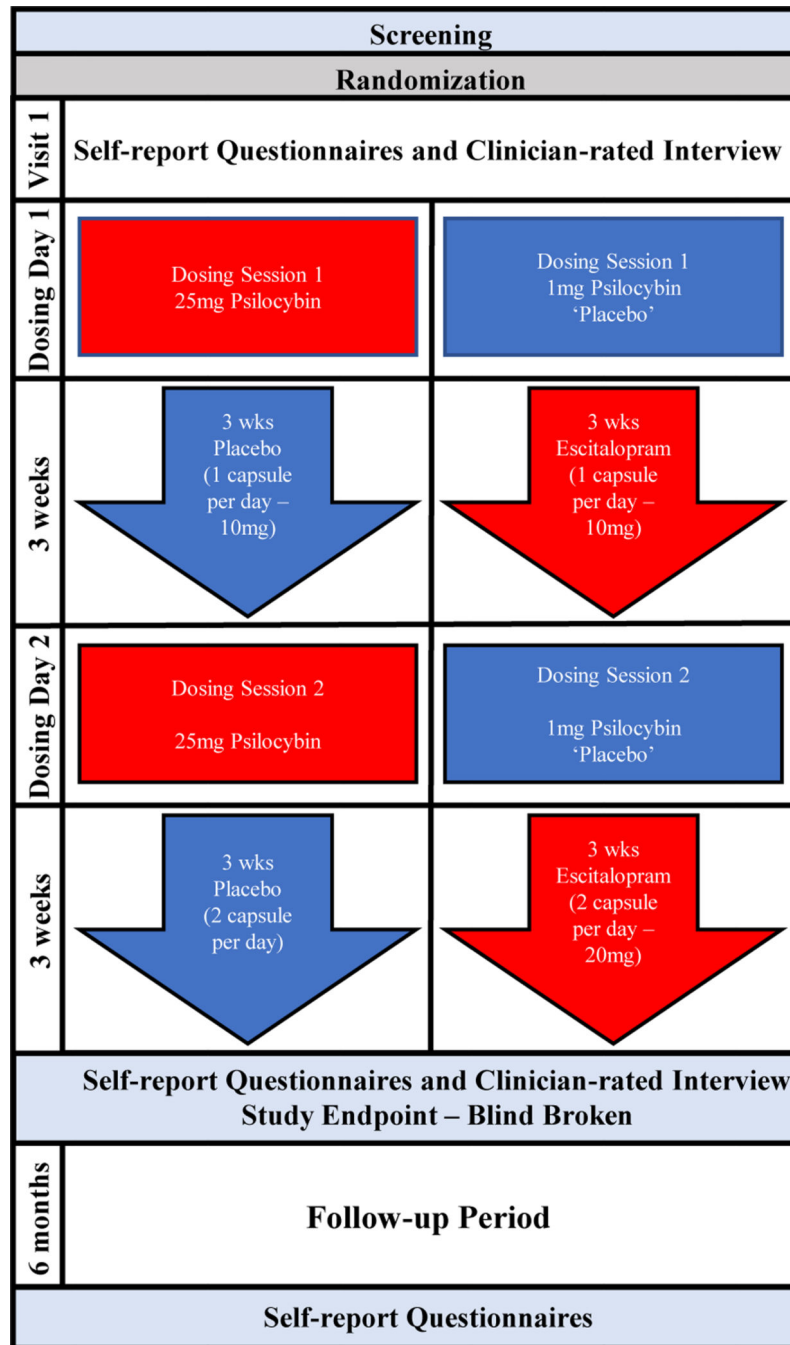 Screening
Randomization
Visit 1
Self-report Questionnaires and Clinician-rated Interview
Dosing Day 1
Dosing Session 1
25mg Psilocybin
Dosing Session 1
1mg Psilocybin
‘Placebo’
3 weeks
3 wks
Placebo
(1 capsule
per day –
10mg)
3 wks
Escitalopram
(1 capsule
per day –
10mg)
Dosing Day 2
Dosing Session 2
25mg Psilocybin
Dosing Session 2
1mg Psilocybin
‘Placebo’
3 weeks
3 wks
Placebo
(2 capsule
per day)
3 wks
Escitalopram
(2 capsule
per day –
20mg)
Self-report Questionnaires and Clinician-rated Interview
Study Endpoint – Blind Broken
6 months
Follow-up Period
Self-report Questionnaires